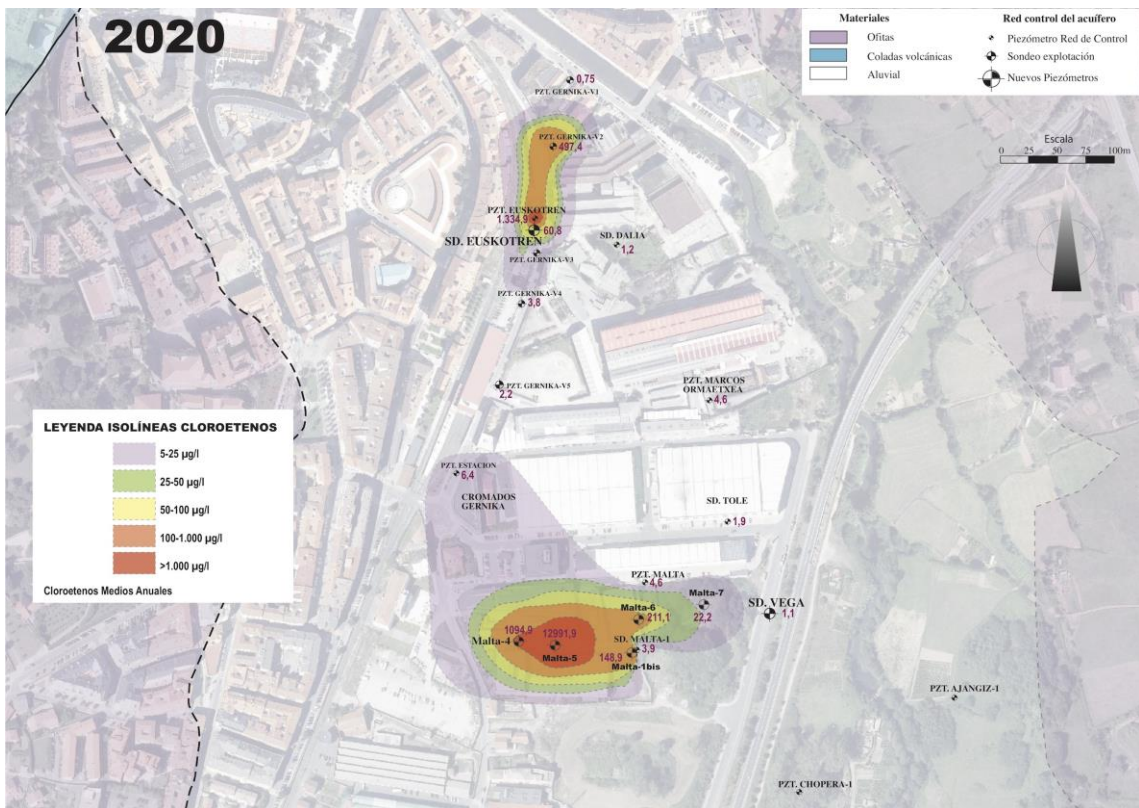 2020
Materiales
Ofitas
Coladas volcánicas
Aluvial
Red control del acuífero
Piezómetro Red de Control
Sondeo explotación
Nuevos Piezómetros
Escala
0 25 50 75 100m
0,75
PZT. GERNIKA-V1
PZT. GERNIKA-V2
497,4
PZT. EUSKOTREN
1.334,9
60,8
SD. EUSKOTREN
SD. DALIA
1,2
PZT. GERNIKA-V3
PZT. GERNIKA-V4
3,8
PZT. GERNIKA-V5
2,2
PZT. MARCOS
ORMAETXEA
4,6
LEYENDA ISOLÍNEAS CLOROETENOS
5-25 µg/l
25-50 µg/l
50-100 µg/l
100-1.000 µg/l
>1.000 µg/l
Cloroetenos Medios Anuales
PZT. ESTACION
6,4
CROMADOS
GERNIKA
SD. TOLE
1,9
PZT. MALTA
4,6
Malta-7
22,2
SD. VEGA
1,1
Malta-6
211,1
1094,9
Malta-4
12991,9
Malta-5
SD. MALTA-1
3,9
148,9
Malta-1bis
PZT. AJANGIZ-1
PZT. CHOPERA-1